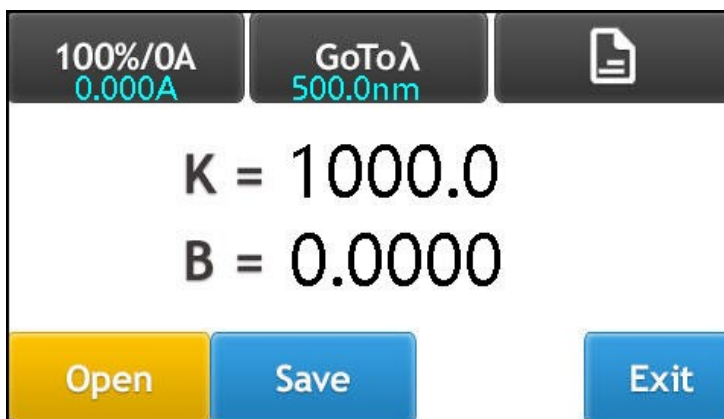 100%/0A
0.000A
GoToλ
500.0nm
K = 1000.0
B = 0.0000
Open
Save
Exit